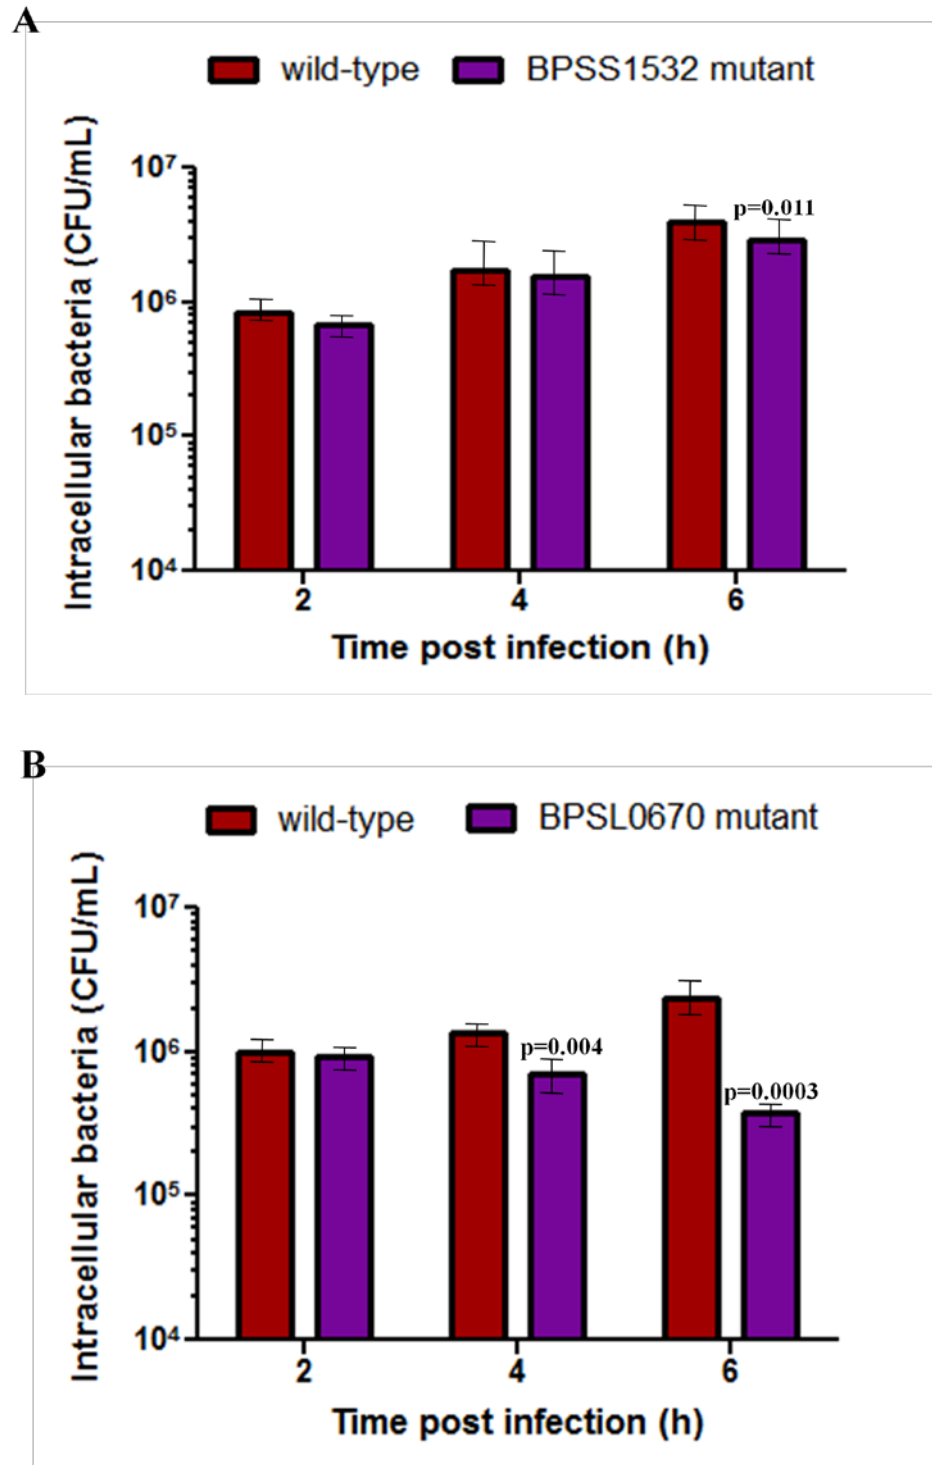 A
wild-type BPSS1532 mutant
Intracellular bacteria (CFU/mL)
10⁷
10⁶
10⁵
10⁴
p=0.011
2 4 6
Time post infection (h)
B
wild-type BPSL0670 mutant
Intracellular bacteria (CFU/mL)
10⁷
10⁶
10⁵
10⁴
p=0.004
p=0.0003
2 4 6
Time post infection (h)